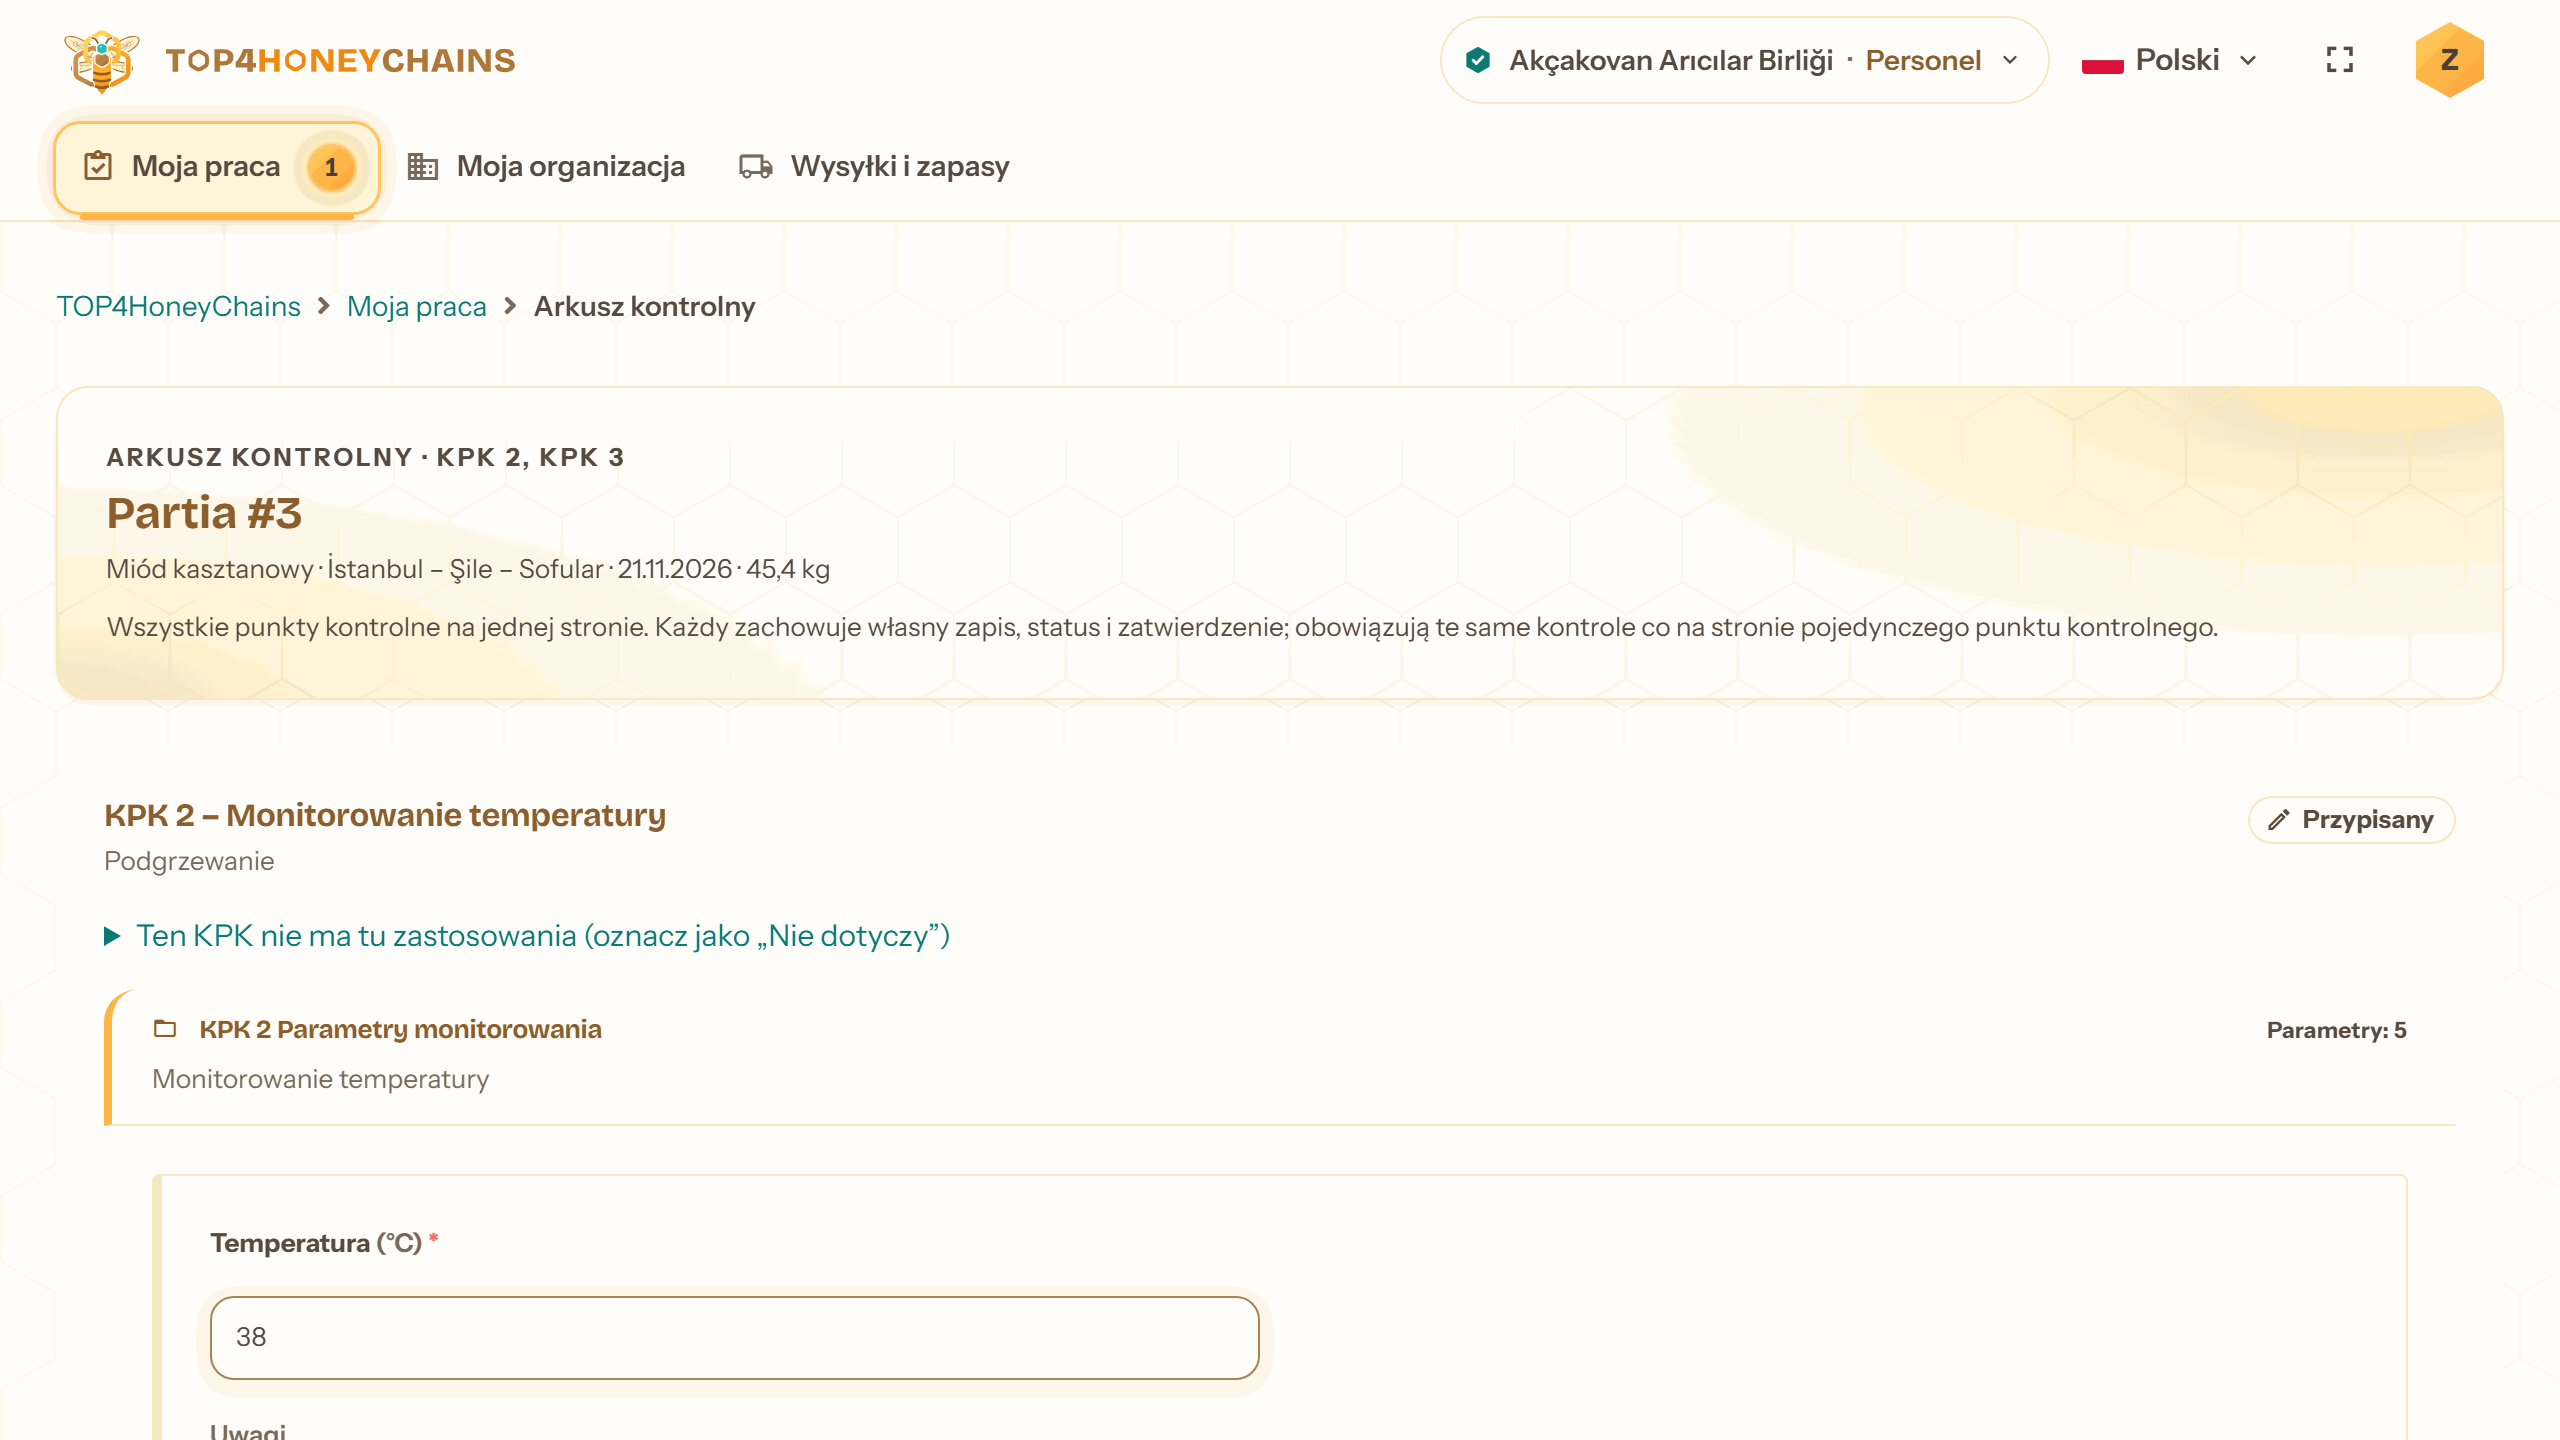 TOP4HONEYCHAINS
Akçakovan Arıcılar Birliği · Personel
Polski
Z
Moja praca 1
Moja organizacja
Wysyłki i zapasy
TOP4HoneyChains > Moja praca > Arkusz kontrolny
ARKUSZ KONTROLNY · KPK 2, KPK 3
Partia #3
Miód kasztanowy · İstanbul – Şile – Sofular · 21.11.2026 · 45,4 kg
Wszystkie punkty kontrolne na jednej stronie. Każdy zachowuje własny zapis, status i zatwierdzenie; obowiązują te same kontrole co na stronie pojedynczego punktu kontrolnego.
KPK 2 – Monitorowanie temperatury
Przypisany
Podgrzewanie
Ten KPK nie ma tu zastosowania (oznacz jako „Nie dotyczy”)
KPK 2 Parametry monitorowania
Parametry: 5
Monitorowanie temperatury
Temperatura (°C) *
38
Uwagi